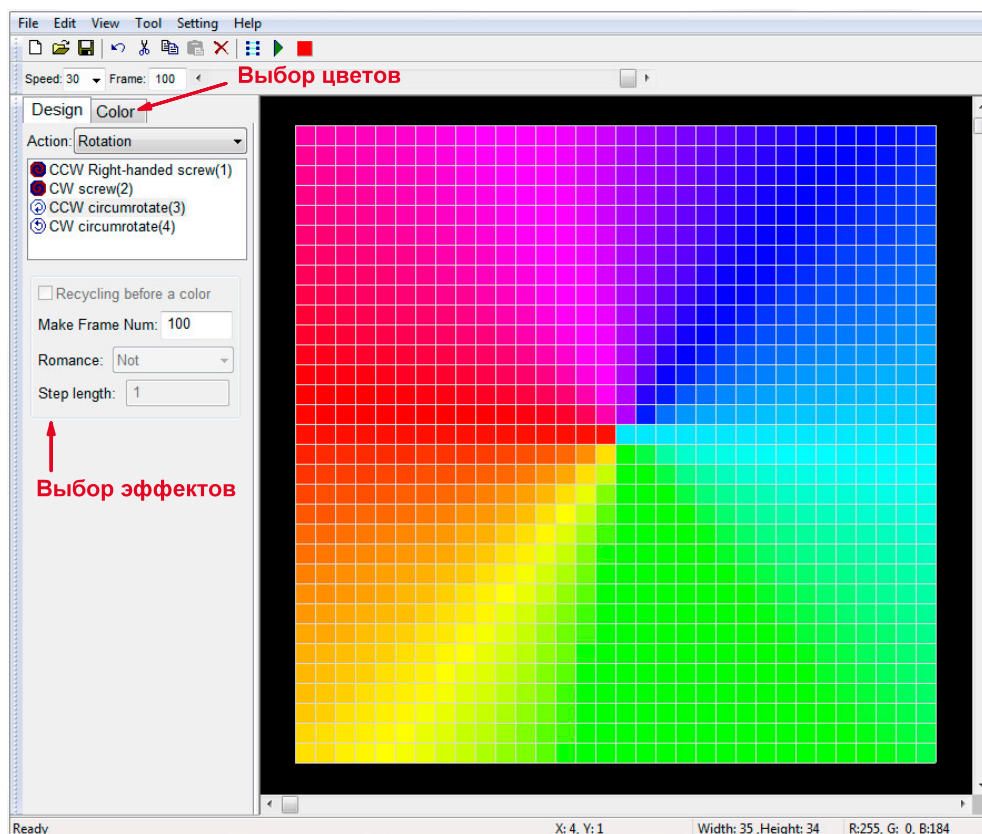 File Edit View Tool Setting Help
Speed: 30 Frame: 100
Выбор цветов
Design Color
Action: Rotation
CCW Right-handed screw(1)
CW screw(2)
CCW circumrotate(3)
CW circumrotate(4)
Recycling before a color
Make Frame Num: 100
Romance: Not
Step length: 1
Выбор эффектов
Ready X: 4, Y: 1 Width: 35 ,Height: 34 R:255, G: 0, B:184